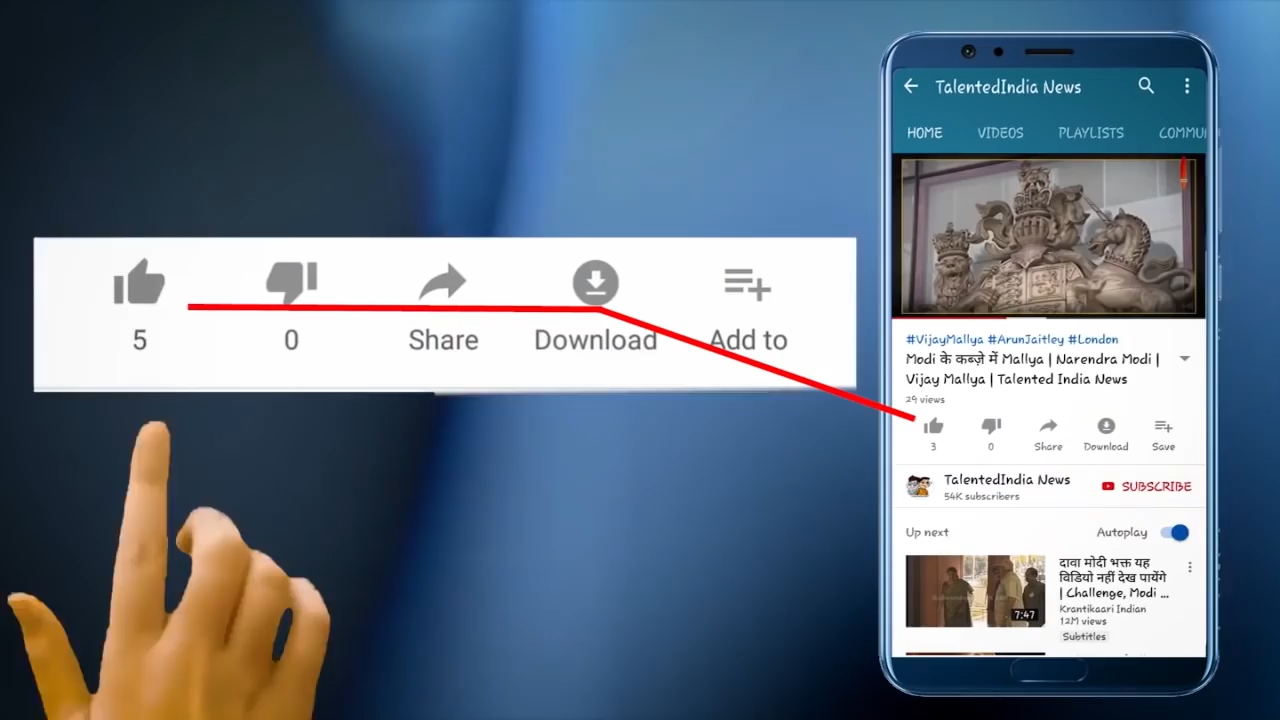 5
0
Share
Download
Add to
TalentedIndia News
HOME
VIDEOS
PLAYLISTS
COMMU
#VijayMallya #ArunJaitley #London
Modi के कब्ज़े में Mallya | Narendra Modi |
Vijay Mallya | Talented India News
29 views
3
0
Share
Download
Save
TalentedIndia News
54K subscribers
SUBSCRIBE
Up next
Autoplay
7:47
दावा मोदी भक्त यह
विडियो नहीं देख पायेंगे
| Challenge, Modi ...
Krantikaari Indian
12M views
Subtitles